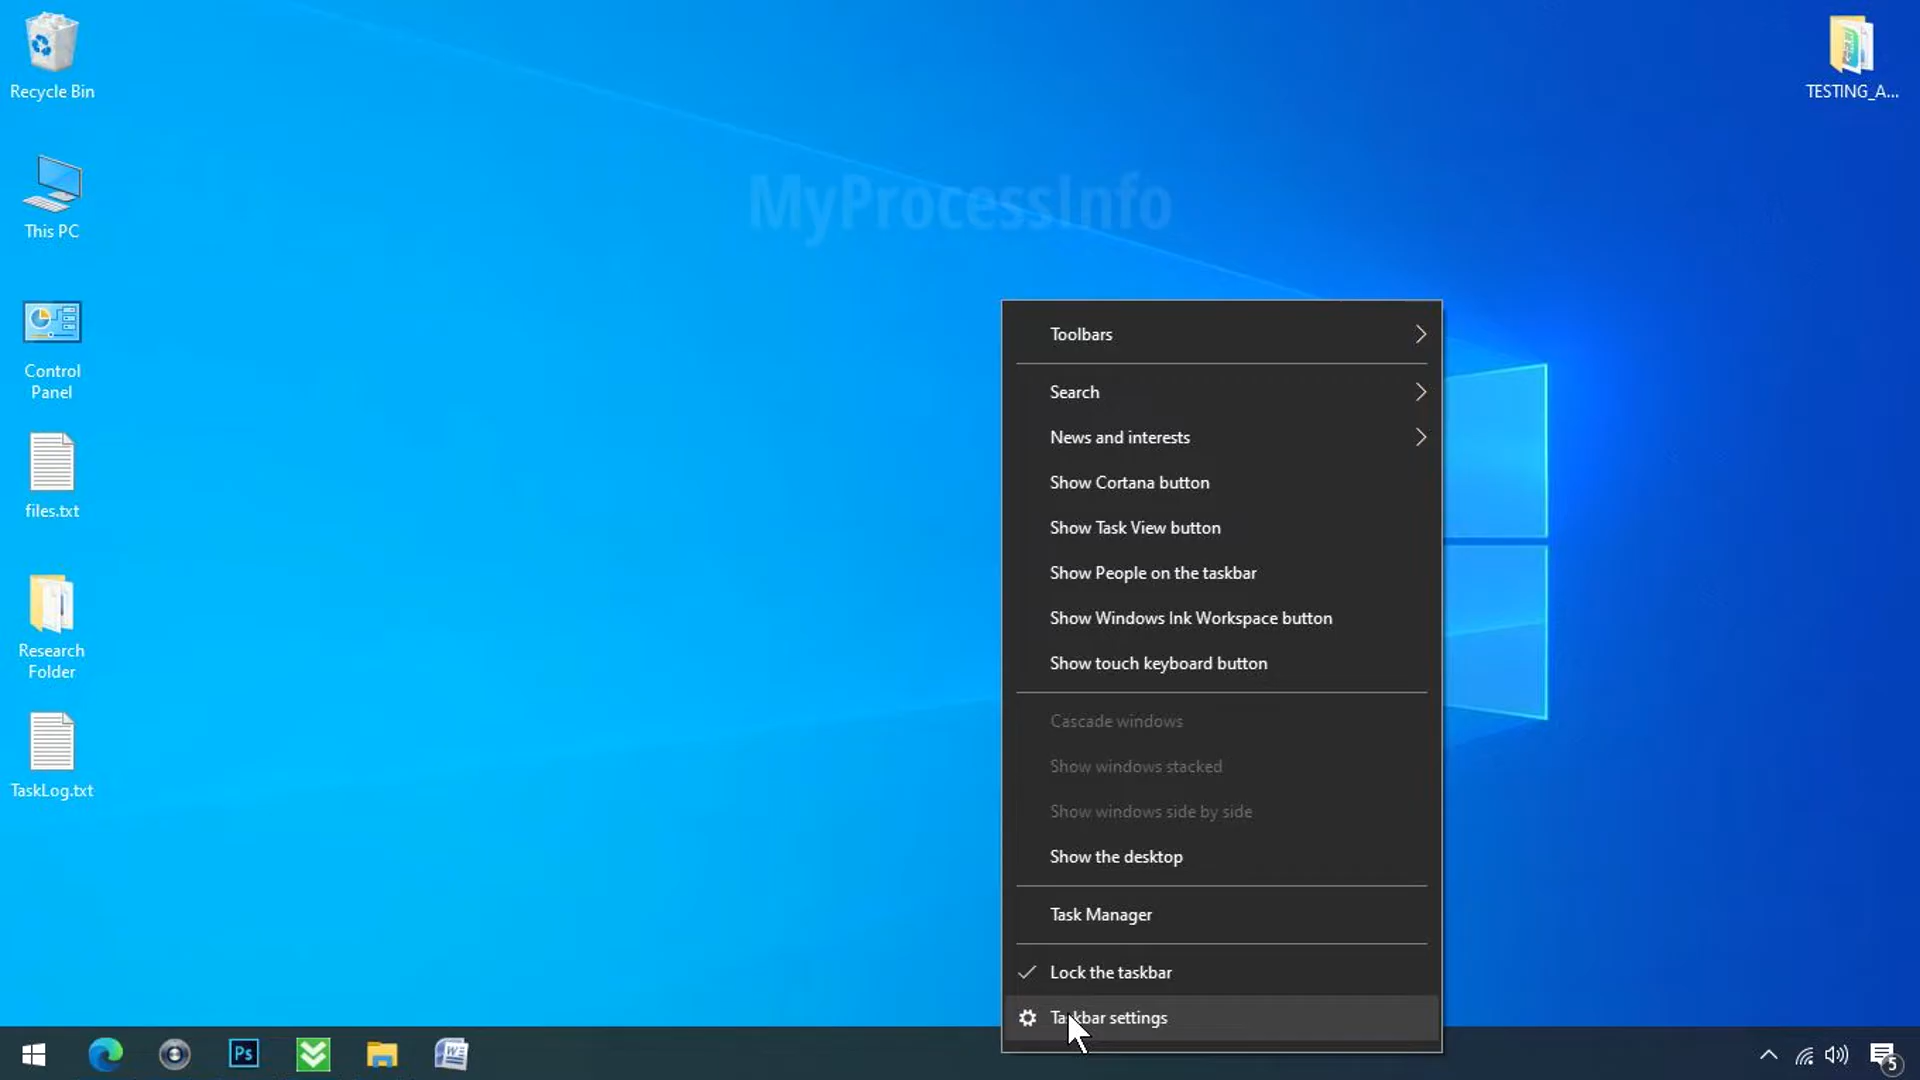 Recycle Bin
TESTING_A...
This PC
MyProcessInfo
Control
Panel
files.txt
Research
Folder
TaskLog.txt
Toolbars
Search
News and interests
Show Cortana button
Show Task View button
Show People on the taskbar
Show Windows Ink Workspace button
Show touch keyboard button
Cascade windows
Show windows stacked
Show windows side by side
Show the desktop
Task Manager
Lock the taskbar
Taskbar settings
Ps
W
5